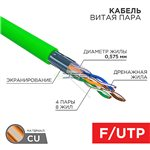 КАБЕЛЬ
ВИТАЯ ПАРА
ДИАМЕТР ЖИЛЫ
0,575 мм
ЭКРАНИРОВАНИЕ
ДРЕНАЖНАЯ
ЖИЛА
4 ПАРЫ
8 ЖИЛ
МАТЕРИАЛ
CU
F/UTP